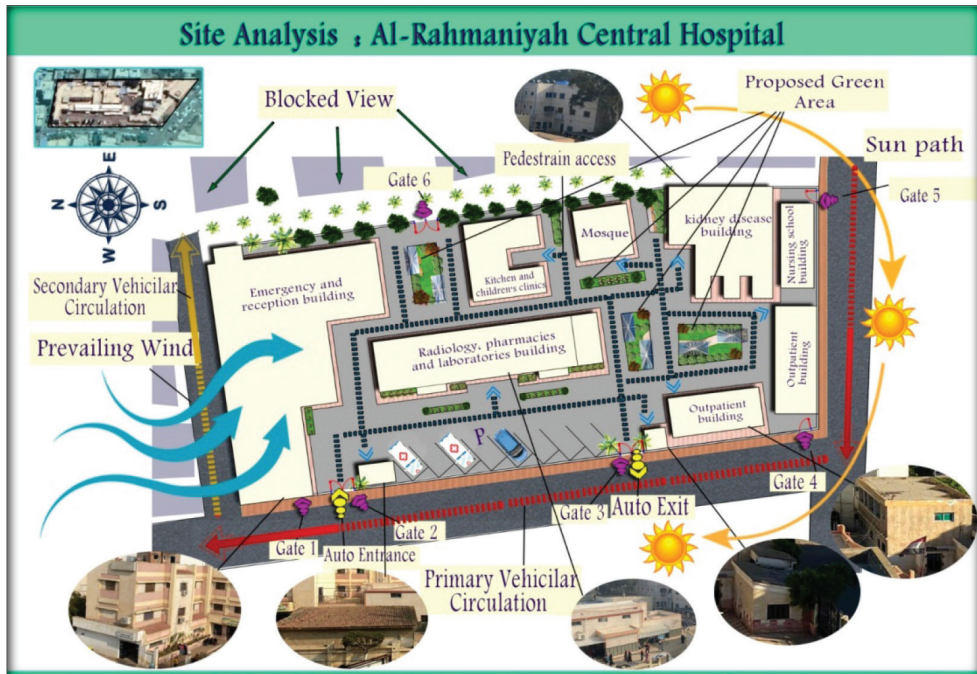 Site Analysis : Al-Rahmaniyah Central Hospital
Blocked View
Proposed Green
Area
Sun path
Pedestrain access
Gate 6
Gate 5
E
N
S
W
Mosque
kidney disease
building
Nursing school
building
Kitchen and
children's clinics
Emergency and
reception building
Secondary Vehicilar
Circulation
Prevailing Wind
Radiology, pharmacies
and laboratories building
Outpatient
building
Outpatient
building
P
Gate 4
Gate 3
Auto Exit
Gate 2
Gate 1
Auto Entrance
Primary Vehicilar
Circulation